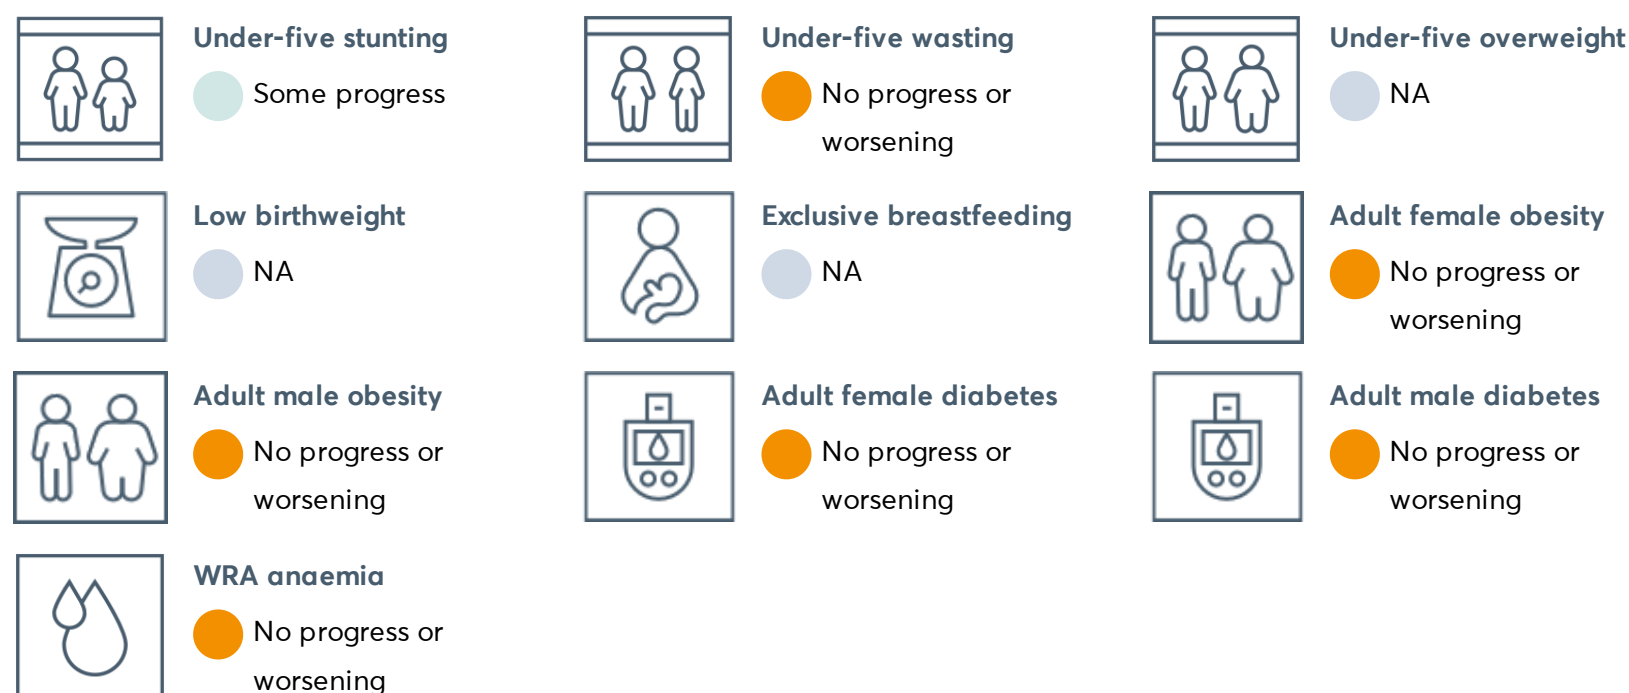 Under-five stunting
Some progress
Under-five wasting
No progress or
worsening
Under-five overweight
NA
Low birthweight
NA
Exclusive breastfeeding
NA
Adult female obesity
No progress or
worsening
Adult male obesity
No progress or
worsening
Adult female diabetes
No progress or
worsening
Adult male diabetes
No progress or
worsening
WRA anaemia
No progress or
worsening